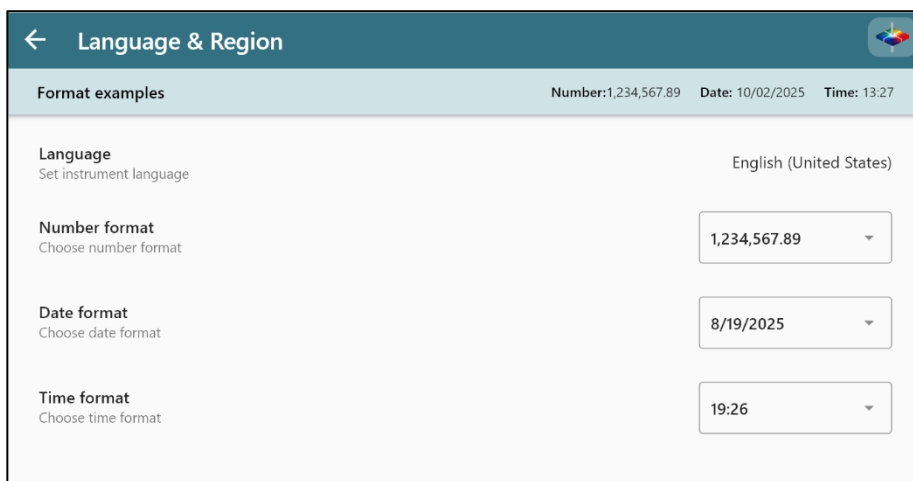 Language & Region
Format examples Number:1,234,567.89 Date: 10/02/2025 Time: 13:27
Language
Set instrument language
English (United States)
Number format
Choose number format
1,234,567.89
Date format
Choose date format
8/19/2025
Time format
Choose time format
19:26